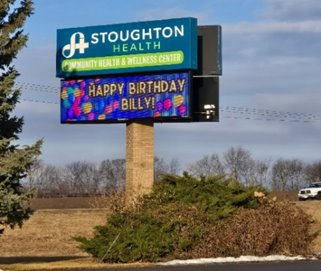 STOUGHTON
HEALTH
COMMUNITY HEALTH & WELLNESS CENTER
HAPPY BIRTHDAY
BILLY!